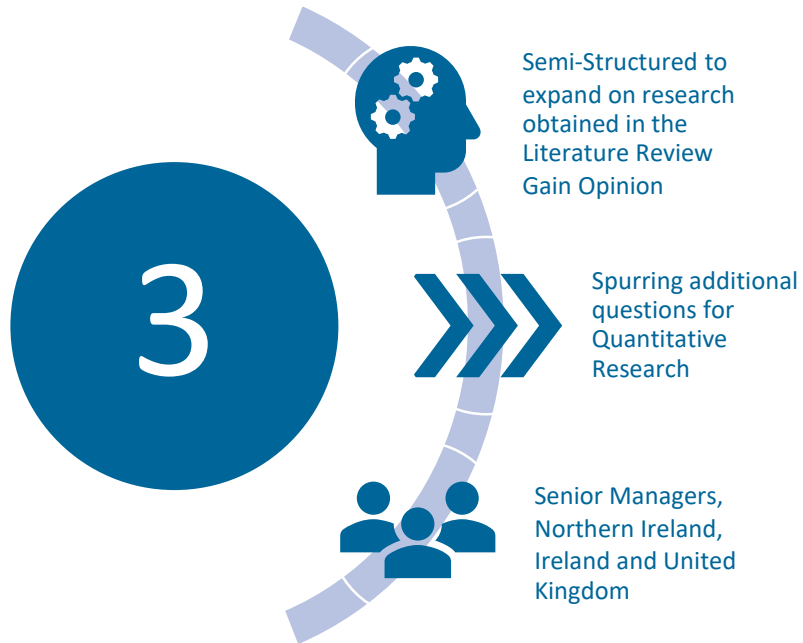 3
Semi-Structured to
expand on research
obtained in the
Literature Review
Gain Opinion
Spurring additional
questions for
Quantitative
Research
Senior Managers,
Northern Ireland,
Ireland and United
Kingdom